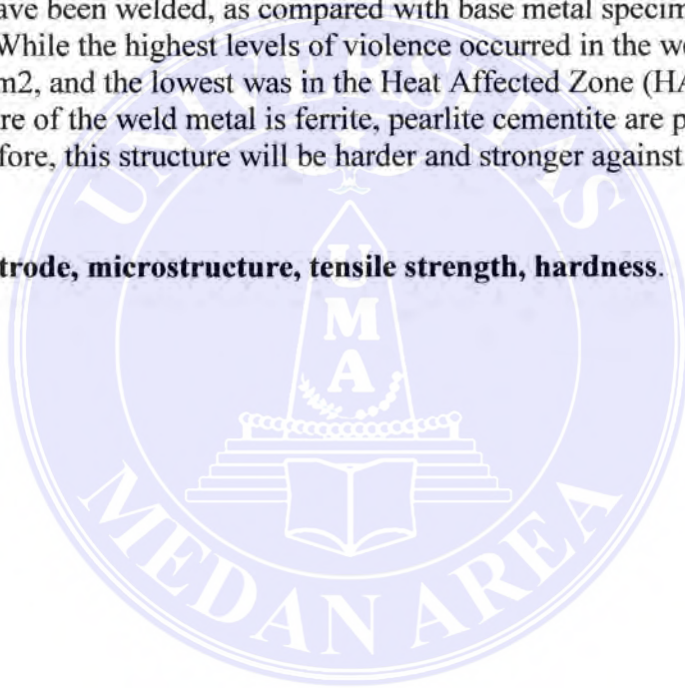 ave been welded, as compared with base metal specim
While the highest levels of violence occurred in the we
m2, and the lowest was in the Heat Affected Zone (HA
re of the weld metal is ferrite, pearlite cementite are p
fore, this structure will be harder and stronger against
trode, microstructure, tensile strength, hardness.
UNIVERSITAS
UMA
MEDAN AREA